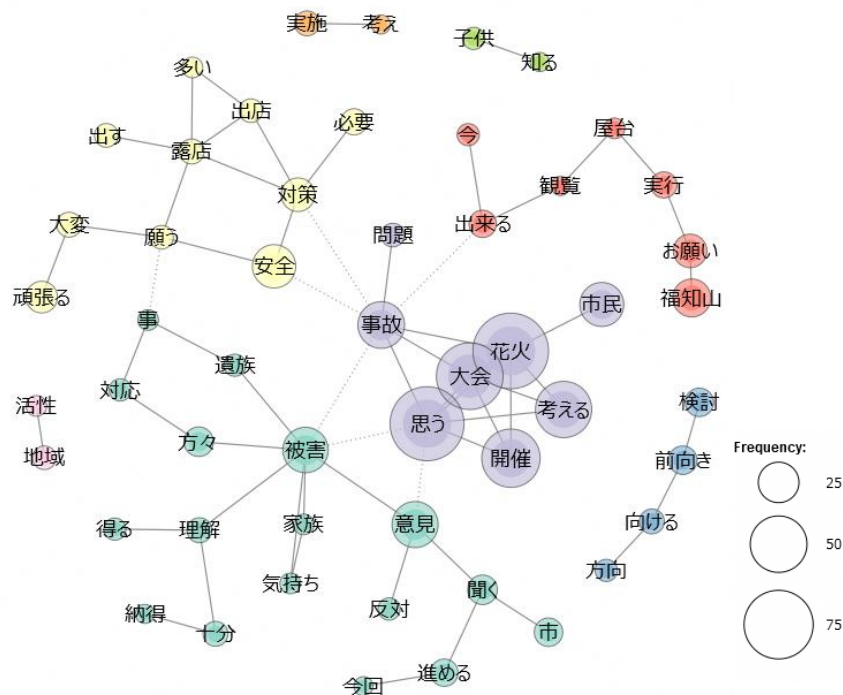 実施
考え
子供
知る
多い
出店
必要
出す
露店
今
屋台
観覧
実行
対策
出来る
大変
願う
問題
お願い
安全
頑張る
福知山
事
事故
市民
花火
遺族
大会
対応
活性
思う
考える
検討
方々
被害
開催
地域
前向き
Frequency:
25
得る
理解
家族
意見
向ける
50
気持ち
聞く
方向
納得
十分
反対
市
75
進める
今回